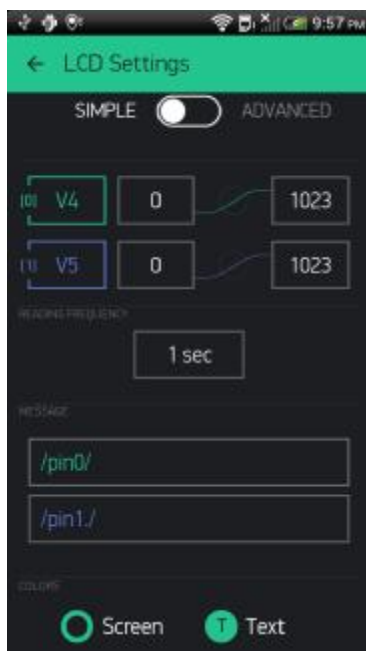 9:57 PM
← LCD Settings
SIMPLE ADVANCED
[0] V4 0 1023
[1] V5 0 1023
READING FREQUENCY
1 sec
MESSAGE
/pin0/
/pin1./
COLORS
Screen T Text